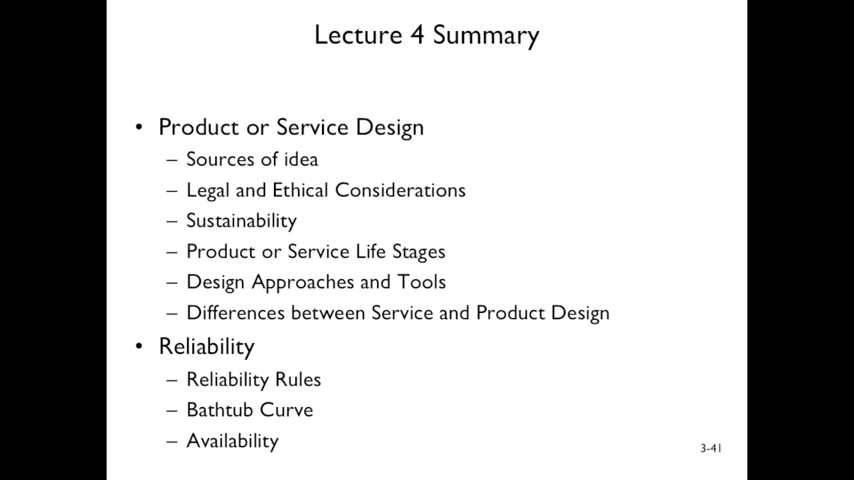 Lecture 4 Summary
• Product or Service Design
– Sources of idea
– Legal and Ethical Considerations
– Sustainability
– Product or Service Life Stages
– Design Approaches and Tools
– Differences between Service and Product Design
• Reliability
– Reliability Rules
– Bathtub Curve
– Availability
3-41